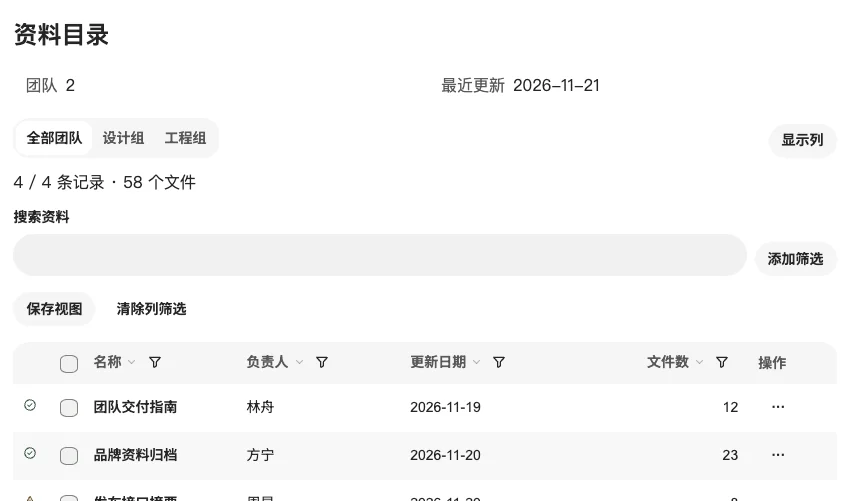 资料目录
团队 2 最近更新 2026–11–21
全部团队 设计组 工程组 显示列
4 / 4 条记录 · 58 个文件
搜索资料
添加筛选
保存视图 清除列筛选
名称 负责人 更新日期 文件数 操作
团队交付指南 林舟 2026-11-19 12 ···
品牌资料归档 方宁 2026-11-20 23 ···